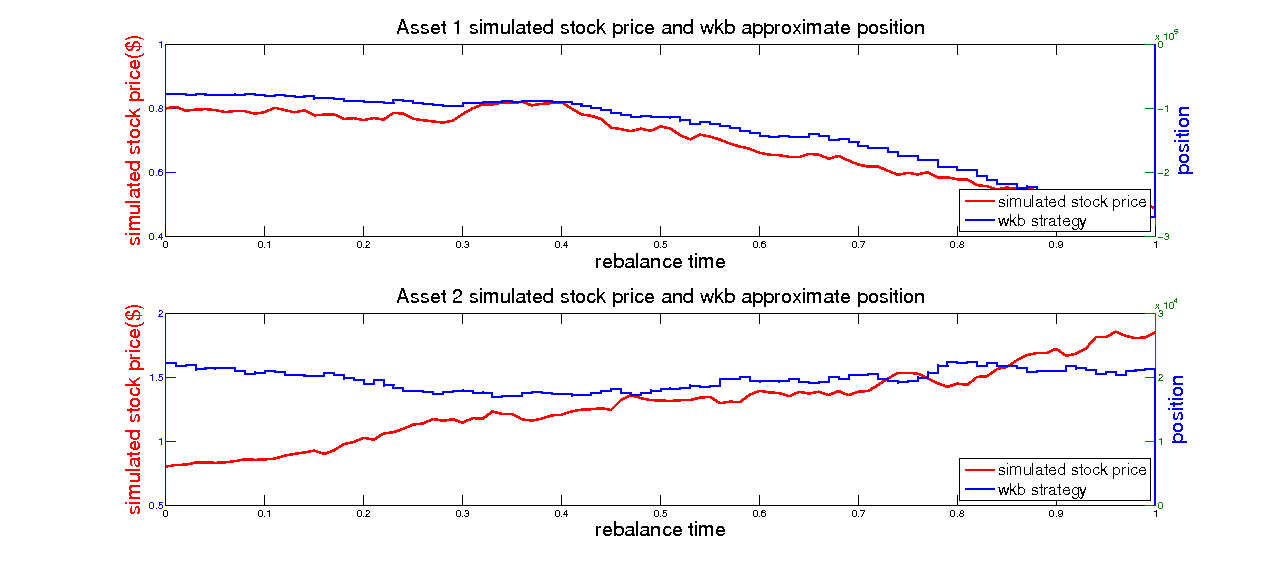 Asset 1 simulated stock price and wkb approximate position
simulated stock price($)
1
0.8
0.6
0.4
x 10^5
0
-1
-2
-3
position
simulated stock price
wkb strategy
0 0.1 0.2 0.3 0.4 0.5 0.6 0.7 0.8 0.9 1
rebalance time
Asset 2 simulated stock price and wkb approximate position
simulated stock price($)
2
1.5
1
0.5
x 10^4
3
2
1
0
position
simulated stock price
wkb strategy
0 0.1 0.2 0.3 0.4 0.5 0.6 0.7 0.8 0.9 1
rebalance time